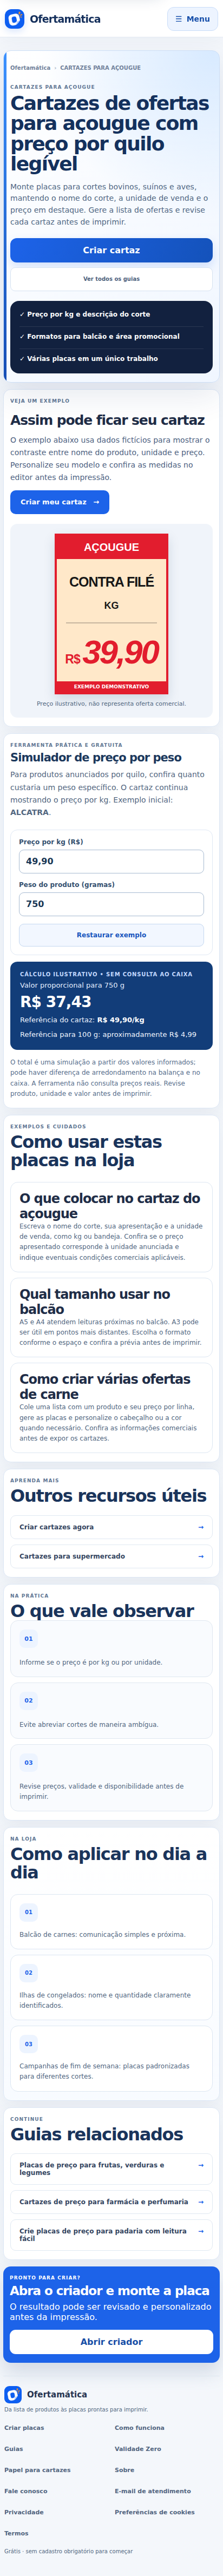 Ofertamática
☰ Menu
Ofertamática › CARTAZES PARA AÇOUGUE
CARTAZES PARA AÇOUGUE
Cartazes de ofertas
para açougue com
preço por quilo
legível
Monte placas para cortes bovinos, suínos e aves,
mantendo o nome do corte, a unidade de venda e o
preço em destaque. Gere a lista de ofertas e revise
cada cartaz antes de imprimir.
Criar cartaz
Ver todos os guias
✓ Preço por kg e descrição do corte
✓ Formatos para balcão e área promocional
✓ Várias placas em um único trabalho
VEJA UM EXEMPLO
Assim pode ficar seu cartaz
O exemplo abaixo usa dados fictícios para mostrar o
contraste entre nome do produto, unidade e preço.
Personalize seu modelo e confira as medidas no
editor antes da impressão.
Criar meu cartaz →
AÇOUGUE
CONTRA FILÉ
KG
R$ 39,90
EXEMPLO DEMONSTRATIVO
Preço ilustrativo, não representa oferta comercial.
FERRAMENTA PRÁTICA E GRATUITA
Simulador de preço por peso
Para produtos anunciados por quilo, confira quanto
custaria um peso específico. O cartaz continua
mostrando o preço por kg. Exemplo inicial:
ALCATRA.
Preço por kg (R$)
49,90
Peso do produto (gramas)
750
Restaurar exemplo
CÁLCULO ILUSTRATIVO • SEM CONSULTA AO CAIXA
Valor proporcional para 750 g
R$ 37,43
Referência do cartaz: R$ 49,90/kg
Referência para 100 g: aproximadamente R$ 4,99
O total é uma simulação a partir dos valores informados;
pode haver diferença de arredondamento na balança e no
caixa. A ferramenta não consulta preços reais. Revise
produto, unidade e valor antes de imprimir.
EXEMPLOS E CUIDADOS
Como usar estas
placas na loja
O que colocar no cartaz do
açougue
Escreva o nome do corte, sua apresentação e a unidade
de venda, como kg ou bandeja. Confira se o preço
apresentado corresponde à unidade anunciada e
indique eventuais condições comerciais aplicáveis.
Qual tamanho usar no
balcão
A5 e A4 atendem leituras próximas no balcão. A3 pode
ser útil em pontos mais distantes. Escolha o formato
conforme o espaço e confira a prévia antes de imprimir.
Como criar várias ofertas
de carne
Cole uma lista com um produto e seu preço por linha,
gere as placas e personalize o cabeçalho ou a cor
quando necessário. Confira as informações comerciais
antes de expor os cartazes.
APRENDA MAIS
Outros recursos úteis
Criar cartazes agora →
Cartazes para supermercado →
NA PRÁTICA
O que vale observar
01
Informe se o preço é por kg ou por unidade.
02
Evite abreviar cortes de maneira ambígua.
03
Revise preços, validade e disponibilidade antes de
imprimir.
NA LOJA
Como aplicar no dia a
dia
01
Balcão de carnes: comunicação simples e próxima.
02
Ilhas de congelados: nome e quantidade claramente
identificados.
03
Campanhas de fim de semana: placas padronizadas
para diferentes cortes.
CONTINUE
Guias relacionados
Placas de preço para frutas, verduras e
legumes →
Cartazes de preço para farmácia e perfumaria →
Crie placas de preço para padaria com leitura
fácil →
PRONTO PARA CRIAR?
Abra o criador e monte a placa
O resultado pode ser revisado e personalizado
antes da impressão.
Abrir criador
Ofertamática
Da lista de produtos às placas prontas para imprimir.
Criar placas
Como funciona
Guias
Validade Zero
Papel para cartazes
Sobre
Fale conosco
E-mail de atendimento
Privacidade
Preferências de cookies
Termos
Grátis · sem cadastro obrigatório para começar